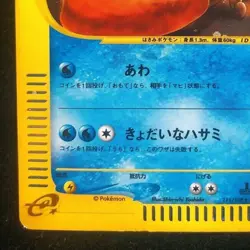 はさみポケモン 身長1.3m、体重60kg
あわ
コインを1回投げ、「おもて」なら、相手を「マヒ」状態にする。
きょだいなハサミ
コインを1回投げ、「うら」なら、このワザは失敗する。
弱点 抵抗力 にげる
e
© Pokémon